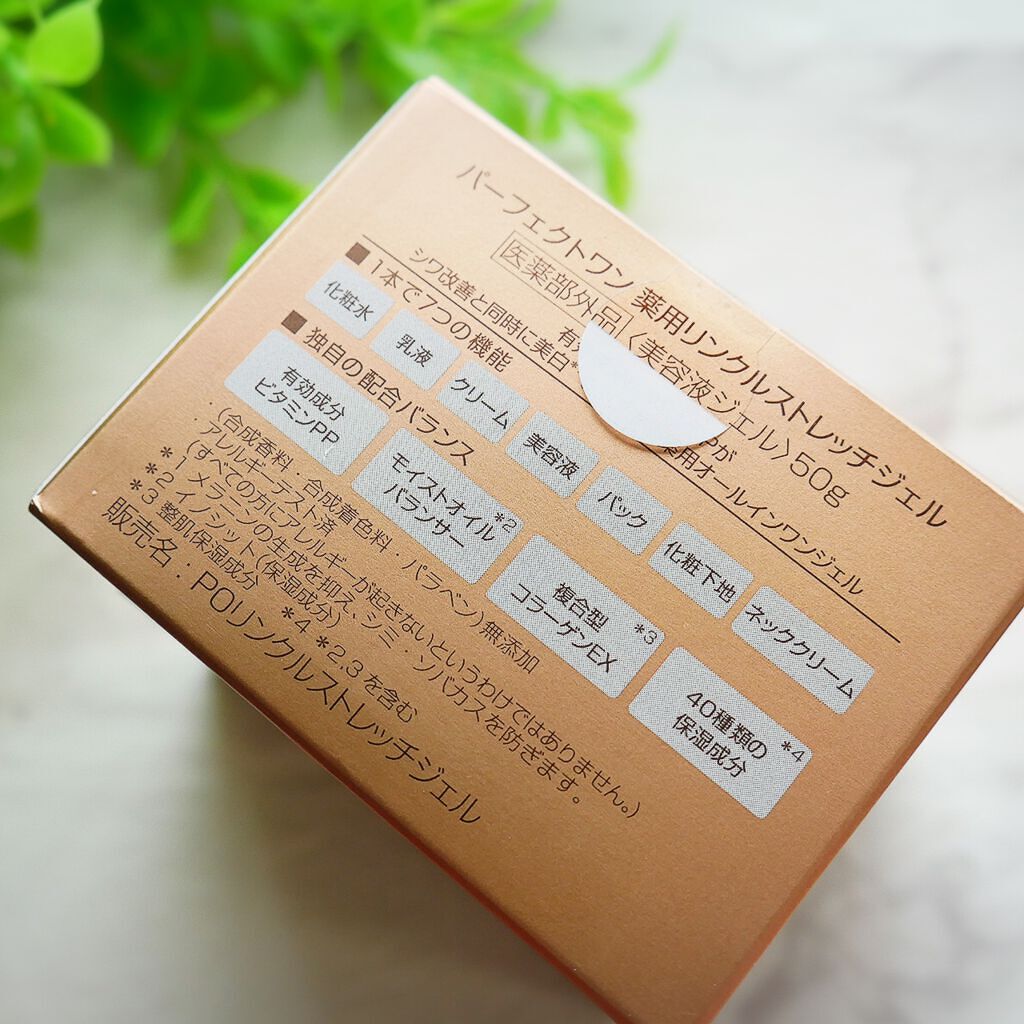 パーフェクトワン 薬用リンクルストレッチジェル
医薬部外品 〈美容液ジェル〉 50g
シワ改善と同時に美白* 有 PPが 用オールインワンジェル
■1本で7つの機能
化粧水 乳液 クリーム 美容液 パック 化粧下地 ネッククリーム
■独自の配合バランス
有効成分
ビタミンPP
モイストオイル*2
バランサー
複合型
コラーゲンEX *3
40種類の
保湿成分 *4
・(合成香料・合成着色料・パラベン)無添加
・アレルギーテスト済
(すべての方にアレルギーが起きないというわけではありません。)
*1 メラニンの生成を抑え、シミ・ソバカスを防ぎます。
*2 イノシット(保湿成分)
*3 整肌保湿成分 *4 *2,3を含む
販売名:POリンクルストレッチジェル